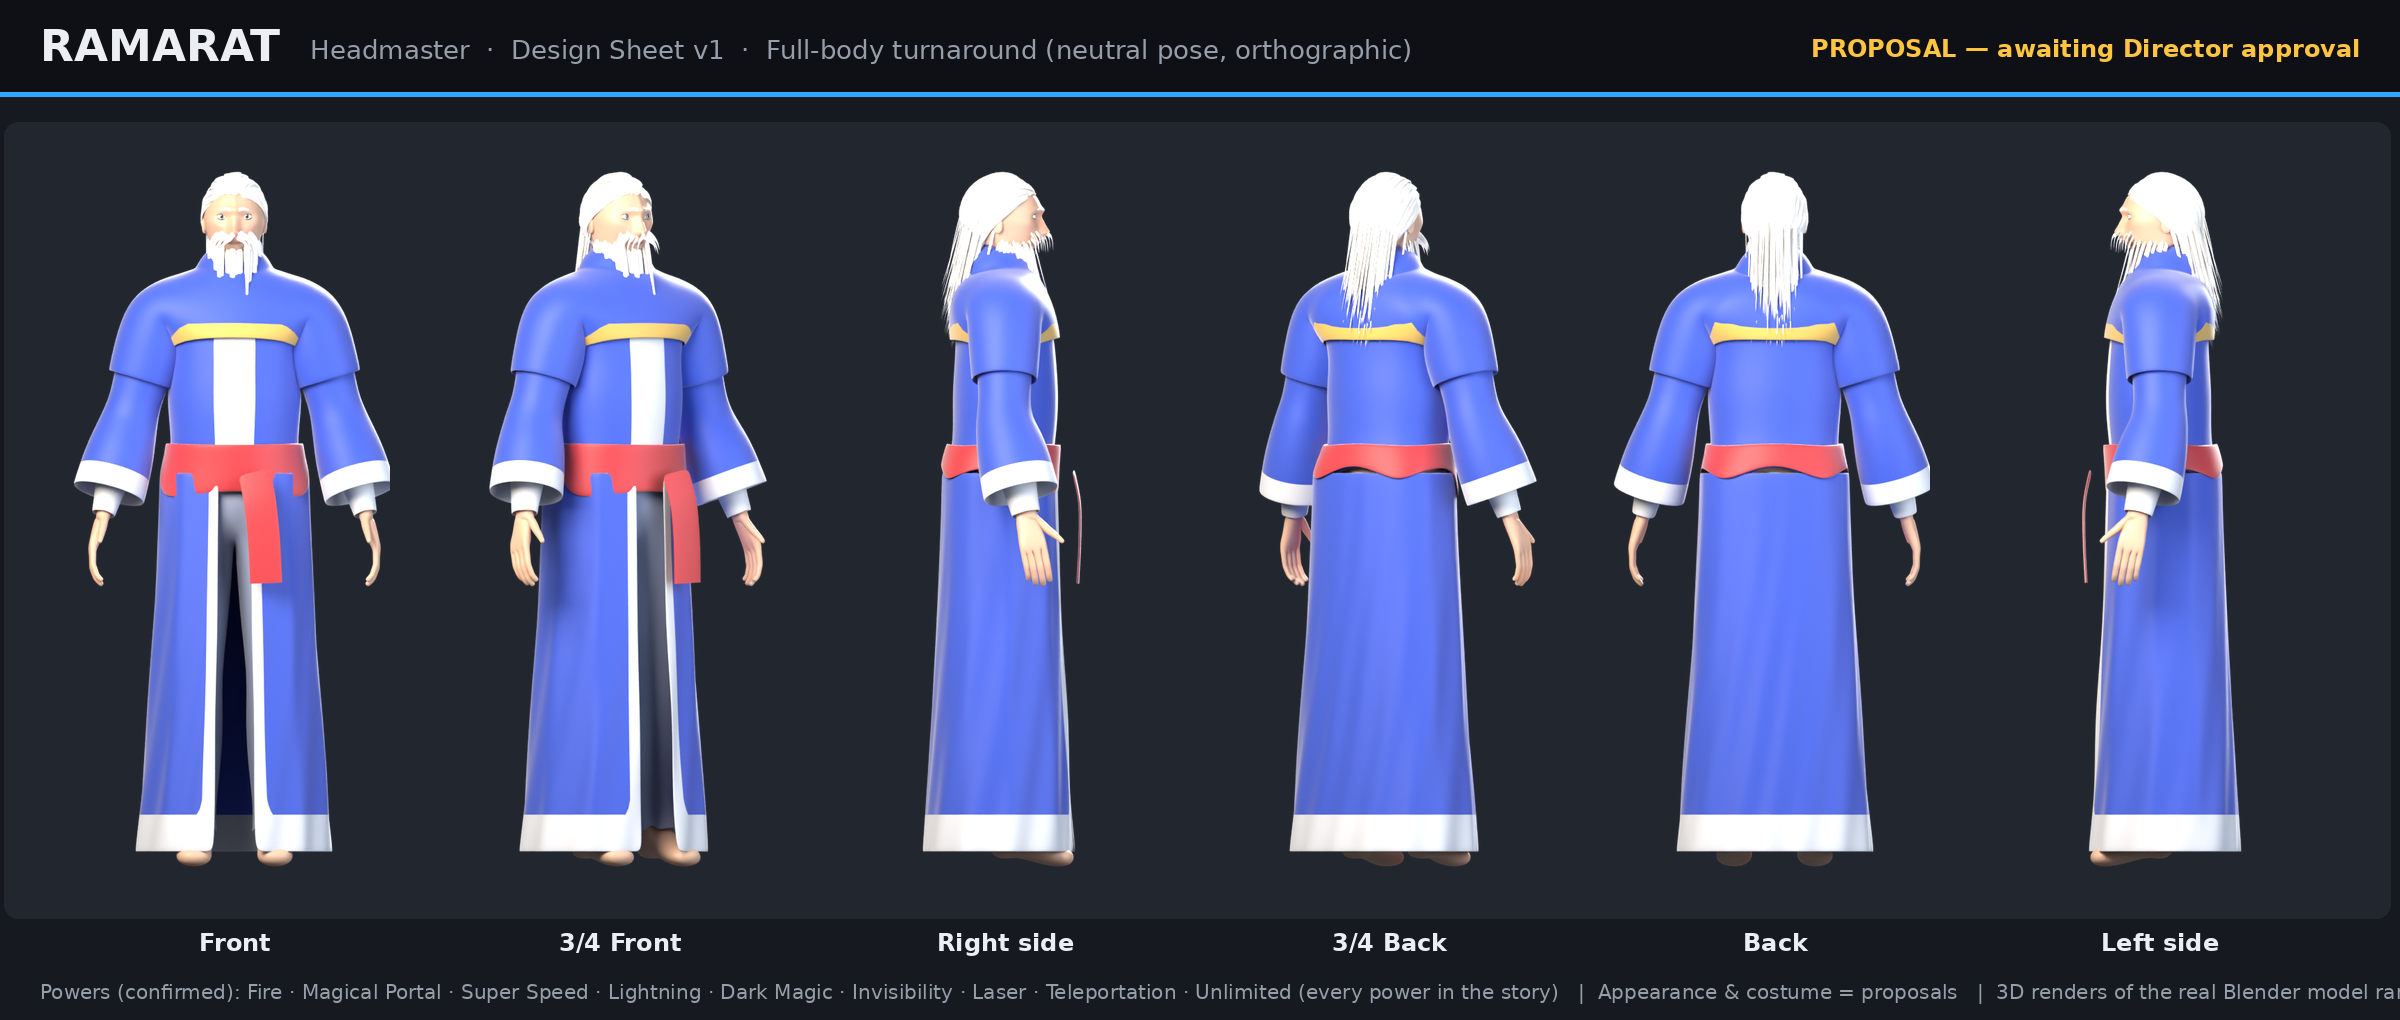 RAMARAT Headmaster · Design Sheet v1 · Full-body turnaround (neutral pose, orthographic) PROPOSAL — awaiting Director approval
Front 3/4 Front Right side 3/4 Back Back Left side
Powers (confirmed): Fire · Magical Portal · Super Speed · Lightning · Dark Magic · Invisibility · Laser · Teleportation · Unlimited (every power in the story) | Appearance & costume = proposals | 3D renders of the real Blender model